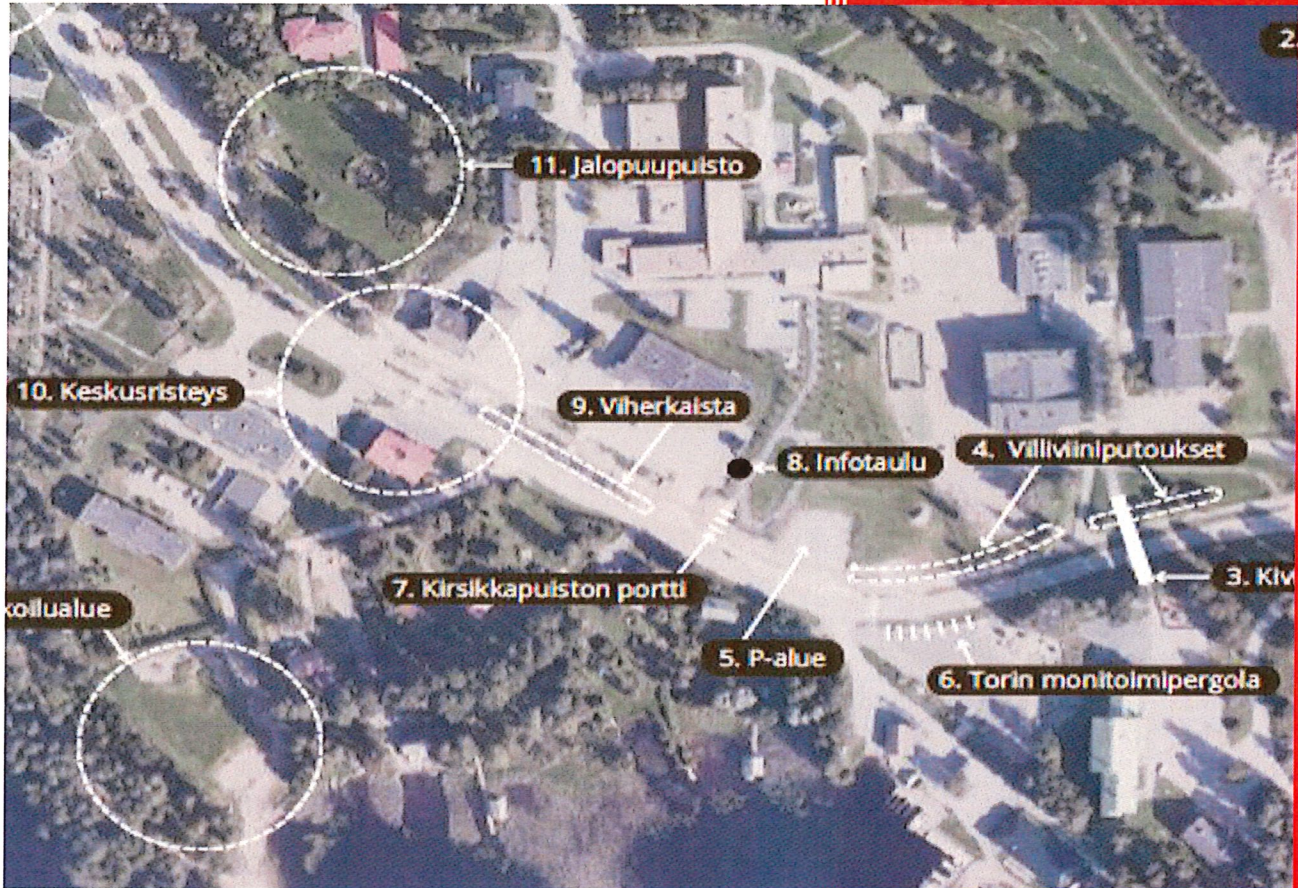 2.
11. Jalopuupuisto
10. Keskusristeys
9. Viherkaista
8. Infotaulu
4. Villiviiniputoukset
7. Kirsikkapuiston portti
3. Kiv
koilualue
5. P-alue
6. Torin monitoimipergola